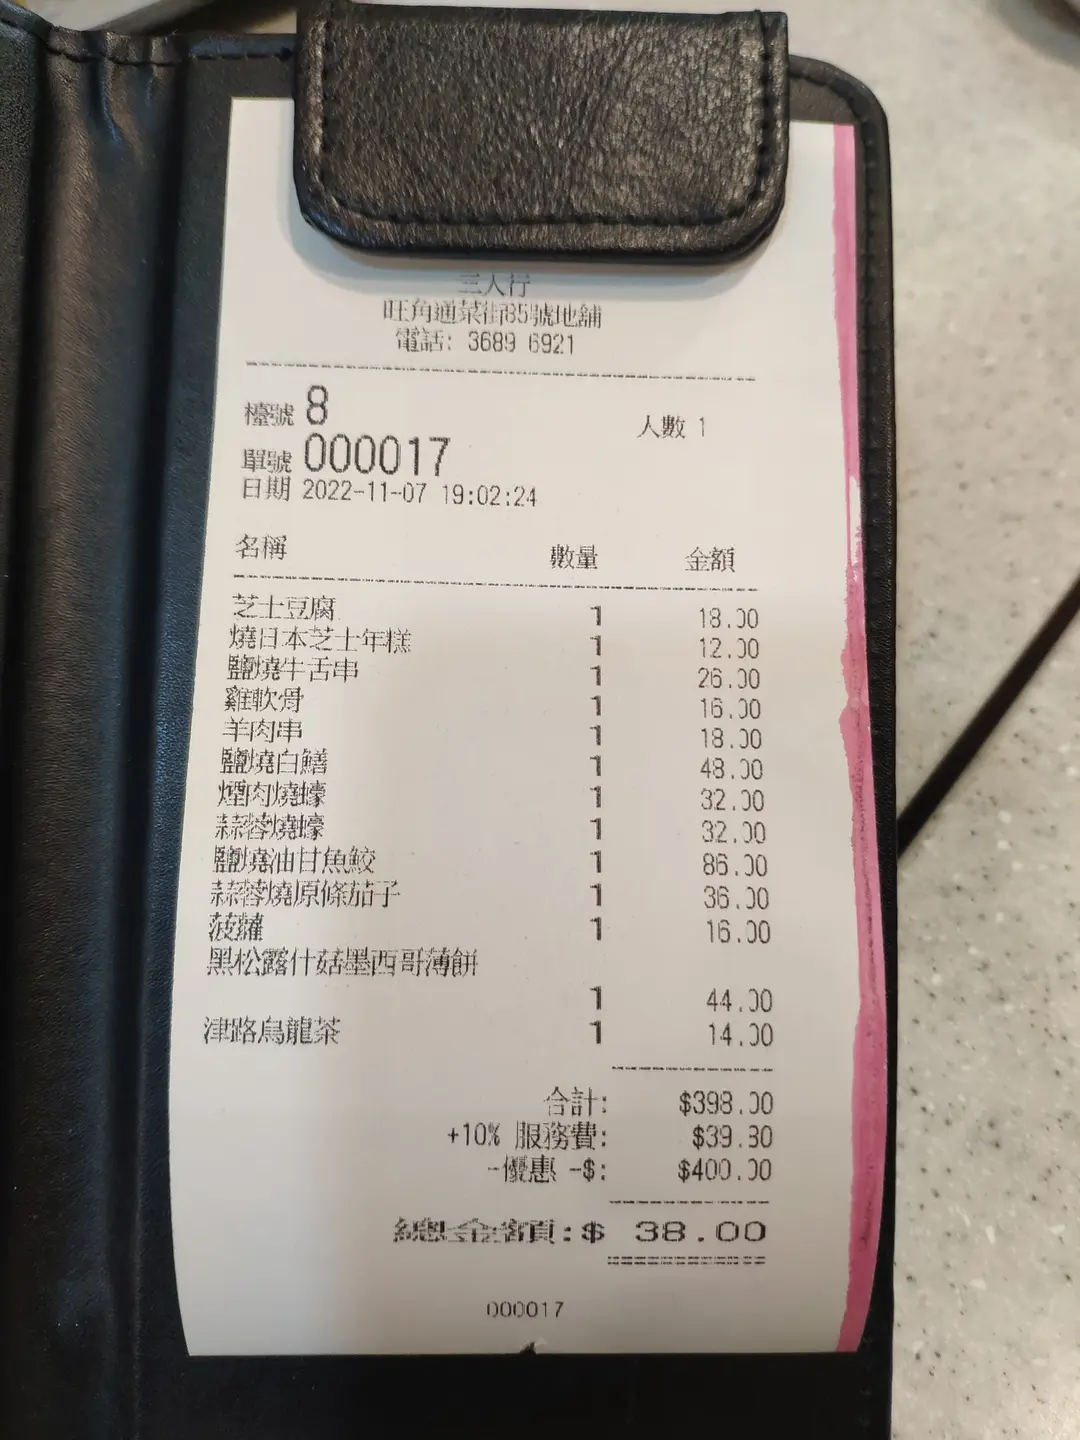 三人行
旺角通菜街85號地舖
電話: 3689 6921
檯號 8 人數 1
單號 000017
日期 2022-11-07 19:02:24
名稱 數量 金額
芝士豆腐 1 18.00
燒日本芝士年糕 1 12.00
鹽燒牛舌串 1 26.00
雞軟骨 1 16.00
羊肉串 1 18.00
鹽燒白鱔 1 48.00
煙肉燒蠔 1 32.00
蒜蓉燒蠔 1 32.00
鹽燒油甘魚鮫 1 86.00
蒜蓉燒原條茄子 1 36.00
菠蘿 1 16.00
黑松露什菇墨西哥薄餅
1 44.00
津路烏龍茶 1 14.00
合計: $398.00
+10% 服務費: $39.80
-優惠 -$: $400.00
總金額:$ 38.00
000017